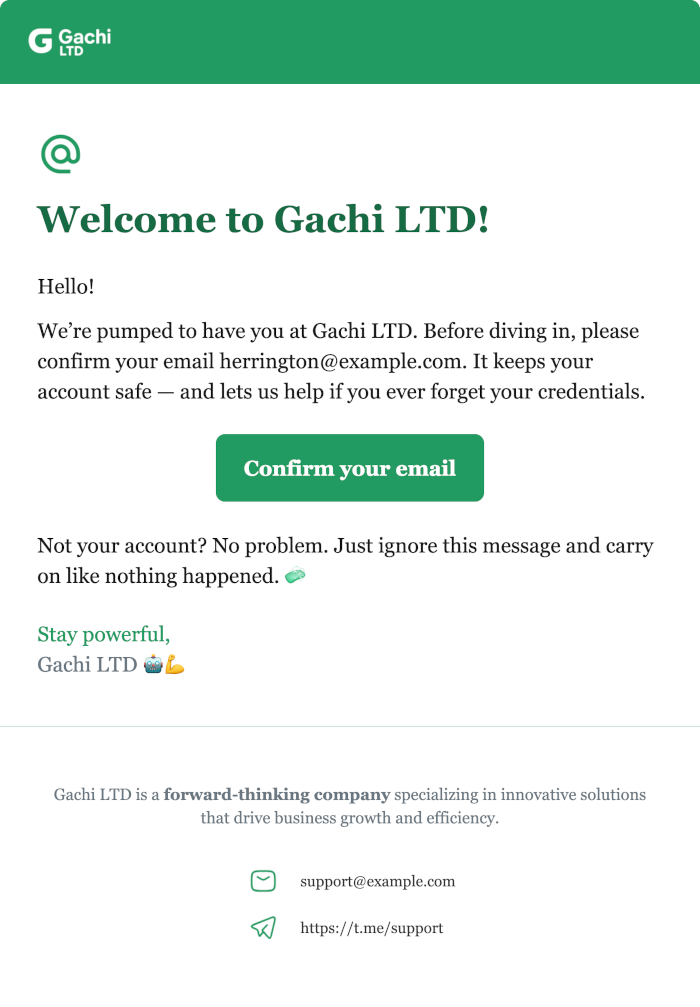 G Gachi
LTD
@
Welcome to Gachi LTD!
Hello!
We’re pumped to have you at Gachi LTD. Before diving in, please
confirm your email herrington@example.com. It keeps your
account safe — and lets us help if you ever forget your credentials.
Confirm your email
Not your account? No problem. Just ignore this message and carry
on like nothing happened. 🧼
Stay powerful,
Gachi LTD 🤖💪
Gachi LTD is a forward-thinking company specializing in innovative solutions
that drive business growth and efficiency.
support@example.com
https://t.me/support